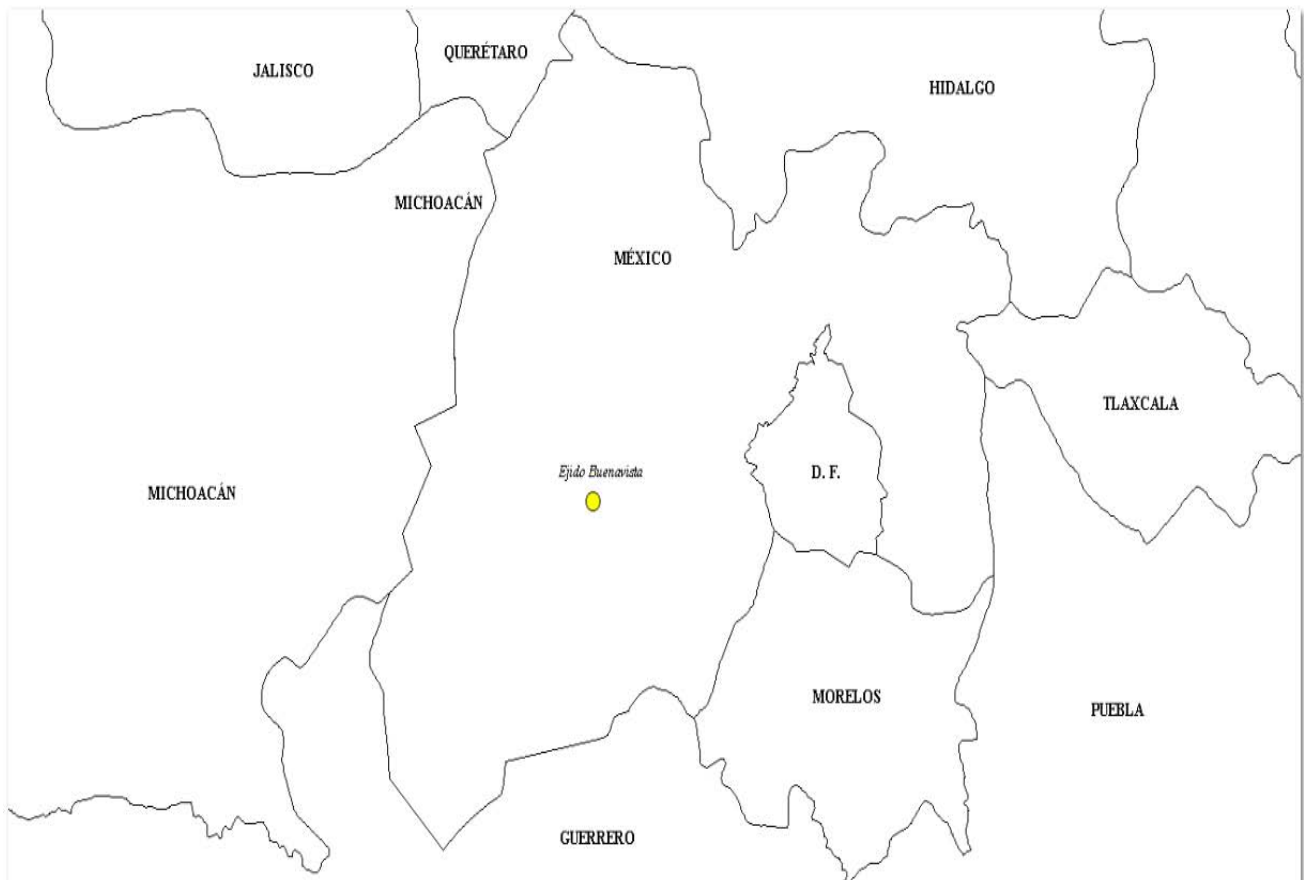 QUERÉTARO
JALISCO
HIDALGO
MICHOACÁN
MÉXICO
TLAXCALA
Ejido Buenavista
D. F.
MICHOACÁN
MORELOS
PUEBLA
GUERRERO